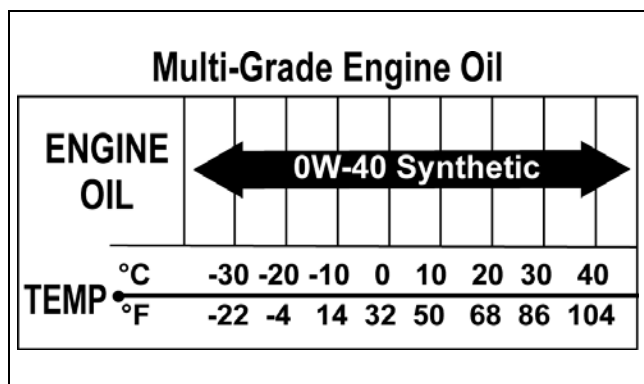 Multi-Grade Engine Oil
ENGINE
OIL
0W-40 Synthetic
TEMP
°C -30 -20 -10 0 10 20 30 40
°F -22 -4 14 32 50 68 86 104